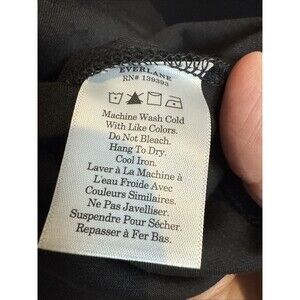 EVERLANE
RN# 139393
Machine Wash Cold
With Like Colors.
Do Not Bleach.
Hang To Dry.
Cool Iron.
Laver à La Machine à
L'eau Froide Avec
Couleurs Similaires.
Ne Pas Javelliser.
Suspendre Pour Sécher.
Repasser à Fer Bas.